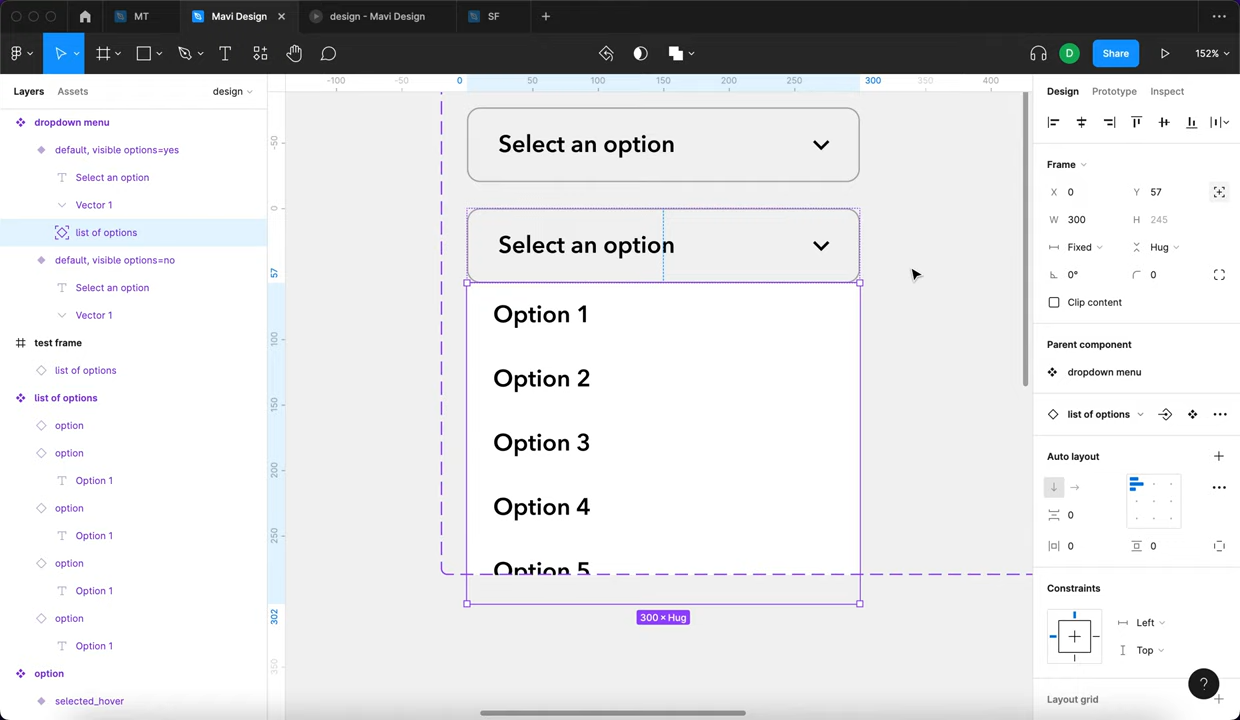 MT
Mavi Design
design - Mavi Design
SF
Share
D
152%
Layers
Assets
design
-100
-50
0
50
100
150
200
250
300
350
400
Design
Prototype
Inspect
dropdown menu
default, visible options=yes
Select an option
Vector 1
list of options
default, visible options=no
Select an option
Vector 1
test frame
list of options
list of options
option
option
Option 1
option
Option 1
option
Option 1
option
Option 1
option
selected_hover
-50
0
57
100
150
200
250
302
350
Select an option
Select an option
Option 1
Option 2
Option 3
Option 4
Option 5
300 × Hug
Frame
X 0 Y 57
W 300 H 245
Fixed Hug
0° 0
Clip content
Parent component
dropdown menu
list of options
Auto layout
0
0 0
Constraints
Left
Top
Layout grid
?